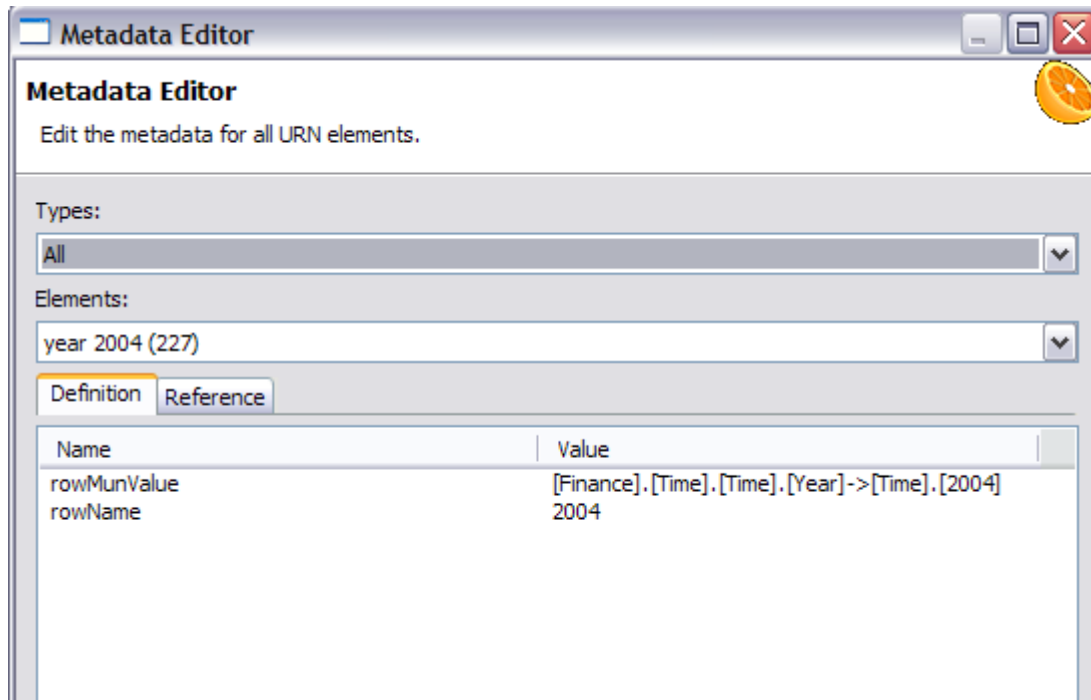 Metadata Editor
Metadata Editor
Edit the metadata for all URN elements.
Types:
All
Elements:
year 2004 (227)
Definition Reference
Name Value
rowMunValue [Finance].[Time].[Time].[Year]->[Time].[2004]
rowName 2004